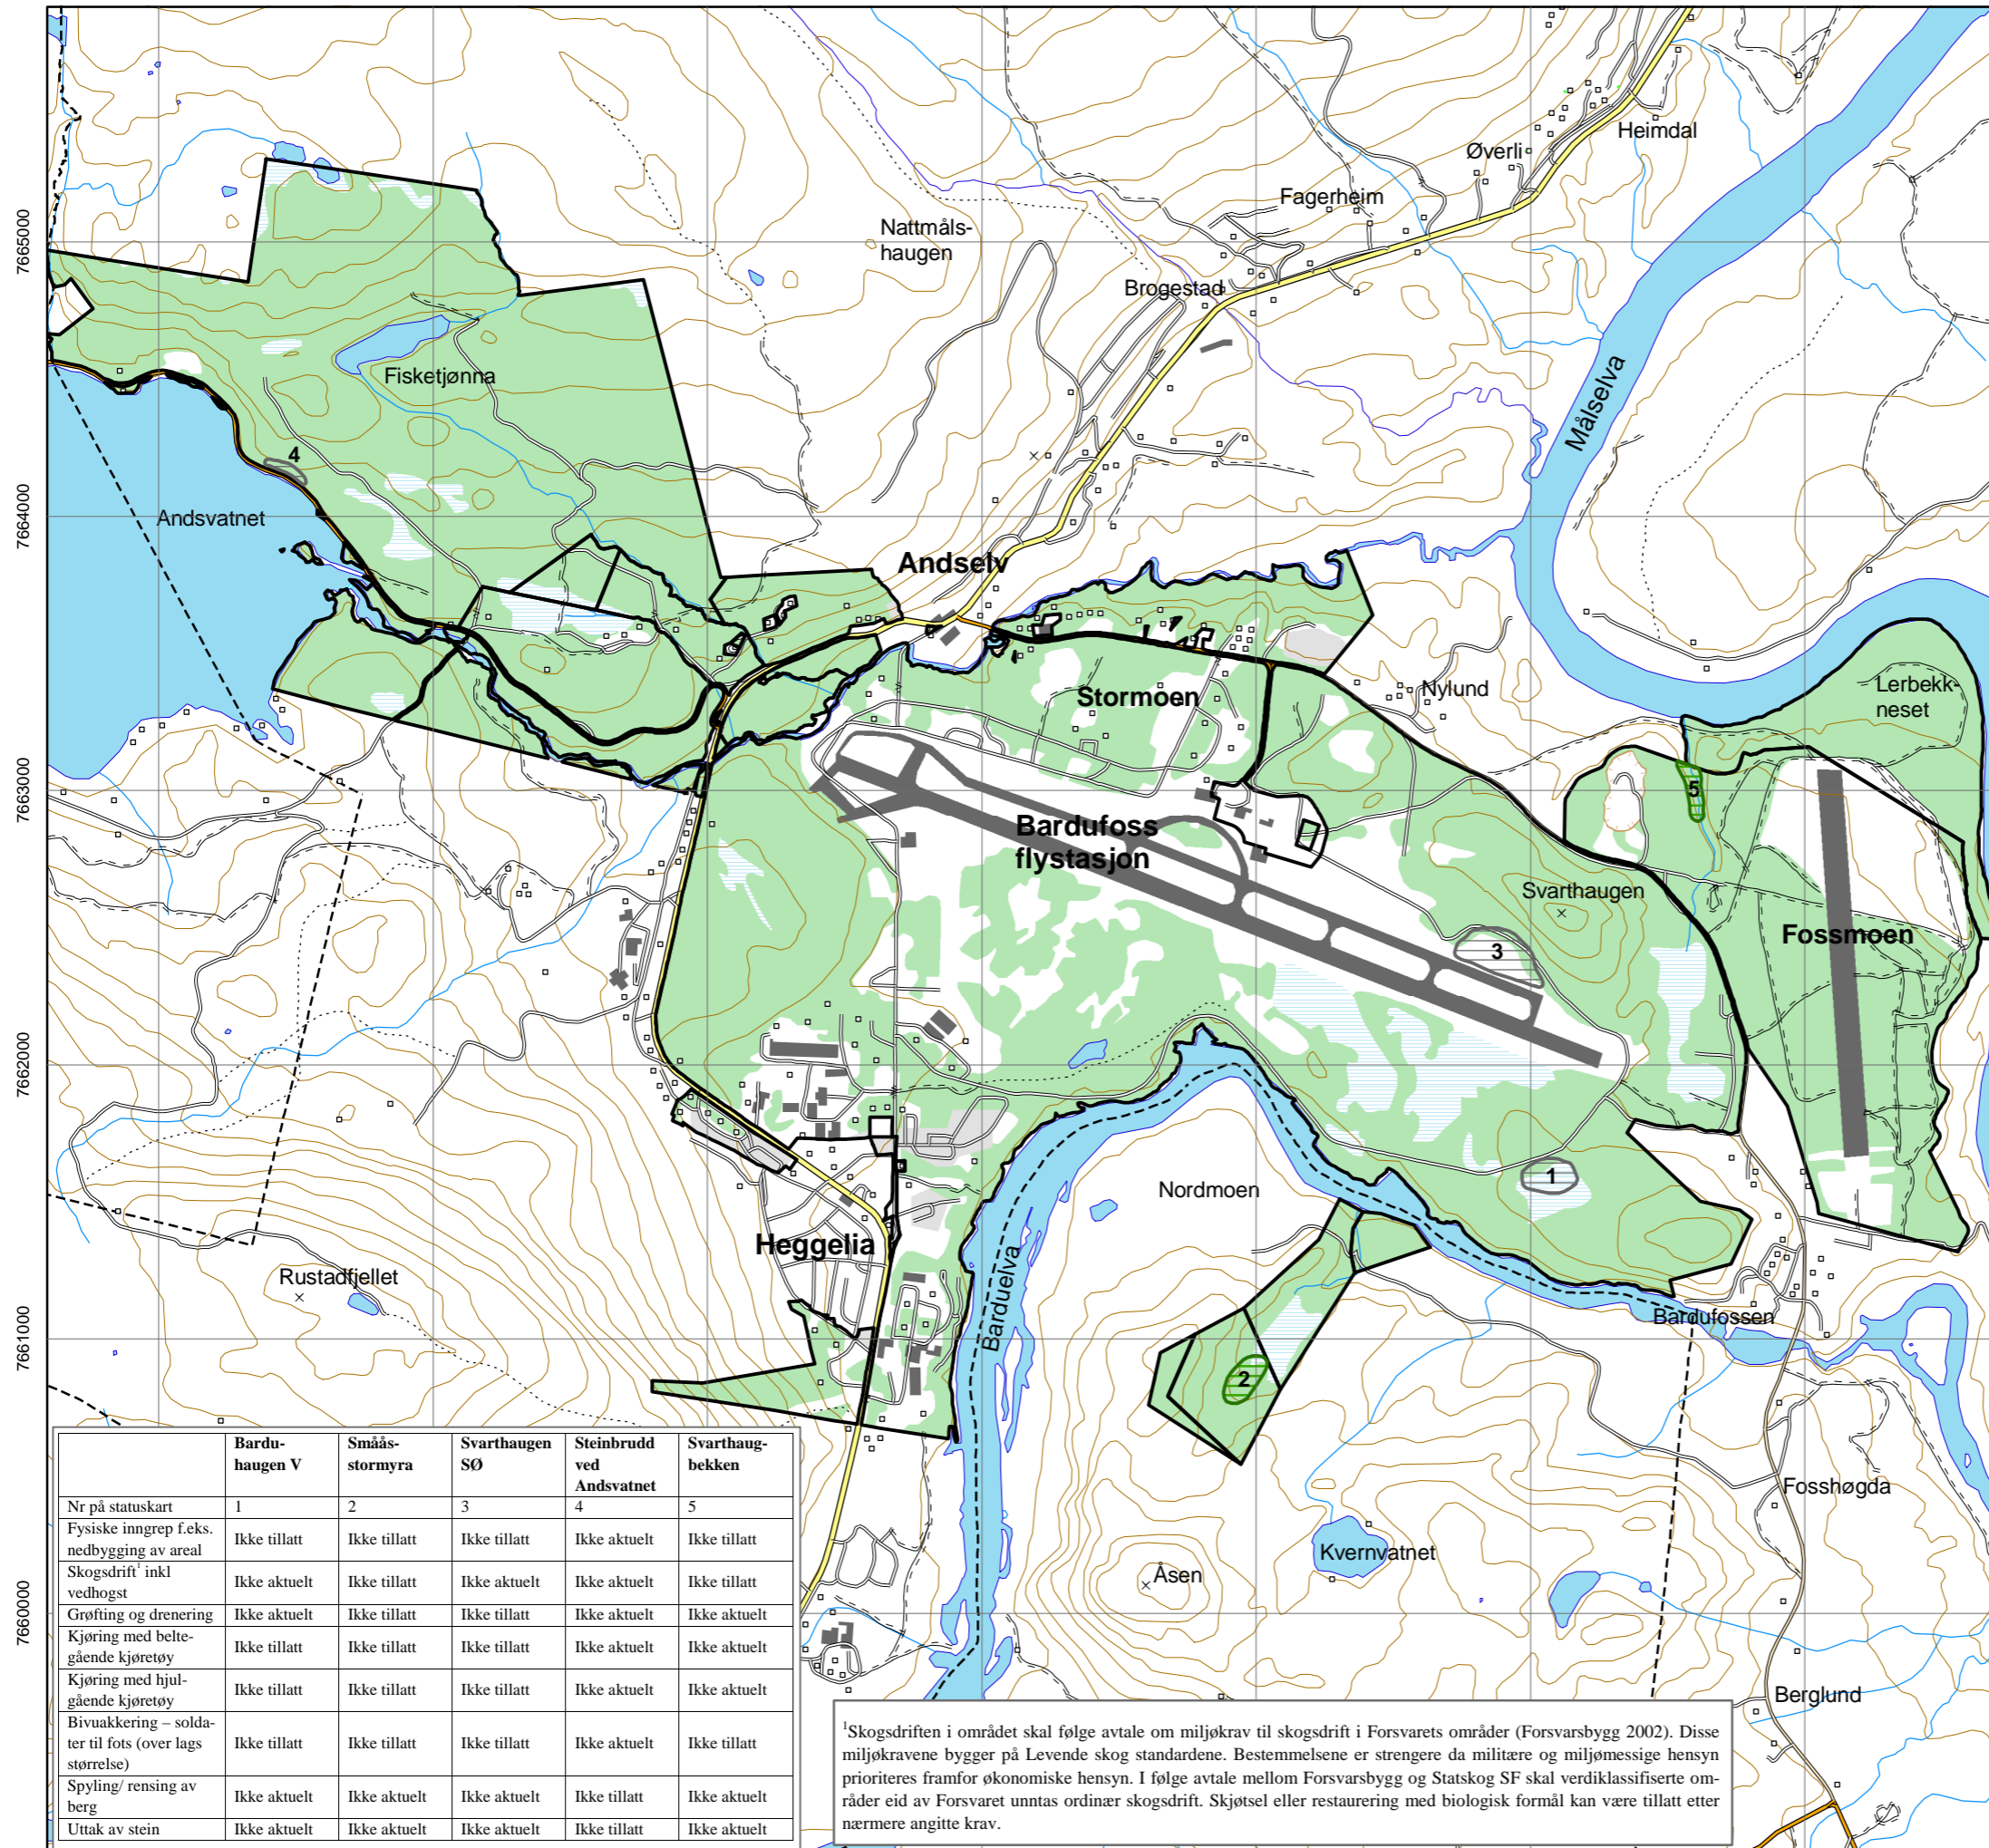 Heimdal
Øverli
Fagerheim
Nattmåls-
haugen
7665000
Brogestad
Fisketjønna
Målselva
4
Andsvatnet
7664000
Andselv
Stormoen
Nylund
Lerbekk-
neset
7663000
5
Bardufoss
flystasjon
Svarthaugen
Fossmoen
3
7662000
Nordmoen
1
Heggelia
Barduelva
Rustadfjellet
Bardufossen
7661000
2
Fosshøgda
Kvernvatnet
Åsen
7660000
Berglund
Bardu- Småås- Svarthaugen Steinbrudd Svarthaug-
haugen V stormyra SØ ved bekken
Andsvatnet
Nr på statuskart 1 2 3 4 5
Fysiske inngrep f.eks.
nedbygging av areal Ikke tillatt Ikke tillatt Ikke tillatt Ikke aktuelt Ikke tillatt
Skogsdrift¹ inkl
vedhogst Ikke aktuelt Ikke tillatt Ikke aktuelt Ikke aktuelt Ikke tillatt
Grøfting og drenering Ikke aktuelt Ikke tillatt Ikke tillatt Ikke aktuelt Ikke aktuelt
Kjøring med belte-
gående kjøretøy Ikke tillatt Ikke tillatt Ikke tillatt Ikke aktuelt Ikke aktuelt
Kjøring med hjul-
gående kjøretøy Ikke tillatt Ikke tillatt Ikke tillatt Ikke aktuelt Ikke aktuelt
Bivuakkering – solda-
ter til fots (over lags Ikke tillatt Ikke tillatt Ikke tillatt Ikke aktuelt Ikke tillatt
størrelse)
Spyling/ rensing av
berg Ikke aktuelt Ikke aktuelt Ikke aktuelt Ikke tillatt Ikke aktuelt
Uttak av stein Ikke aktuelt Ikke aktuelt Ikke aktuelt Ikke tillatt Ikke aktuelt
¹Skogsdriften i området skal følge avtale om miljøkrav til skogsdrift i Forsvarets områder (Forsvarsbygg 2002). Disse
miljøkravene bygger på Levende skog standardene. Bestemmelsene er strengere da militære og miljømessige hensyn
prioriteres framfor økonomiske hensyn. I følge avtale mellom Forsvarsbygg og Statskog SF skal verdiklassifiserte om-
råder eid av Forsvaret unntas ordinær skogsdrift. Skjøtsel eller restaurering med biologisk formål kan være tillatt etter
nærmere angitte krav.